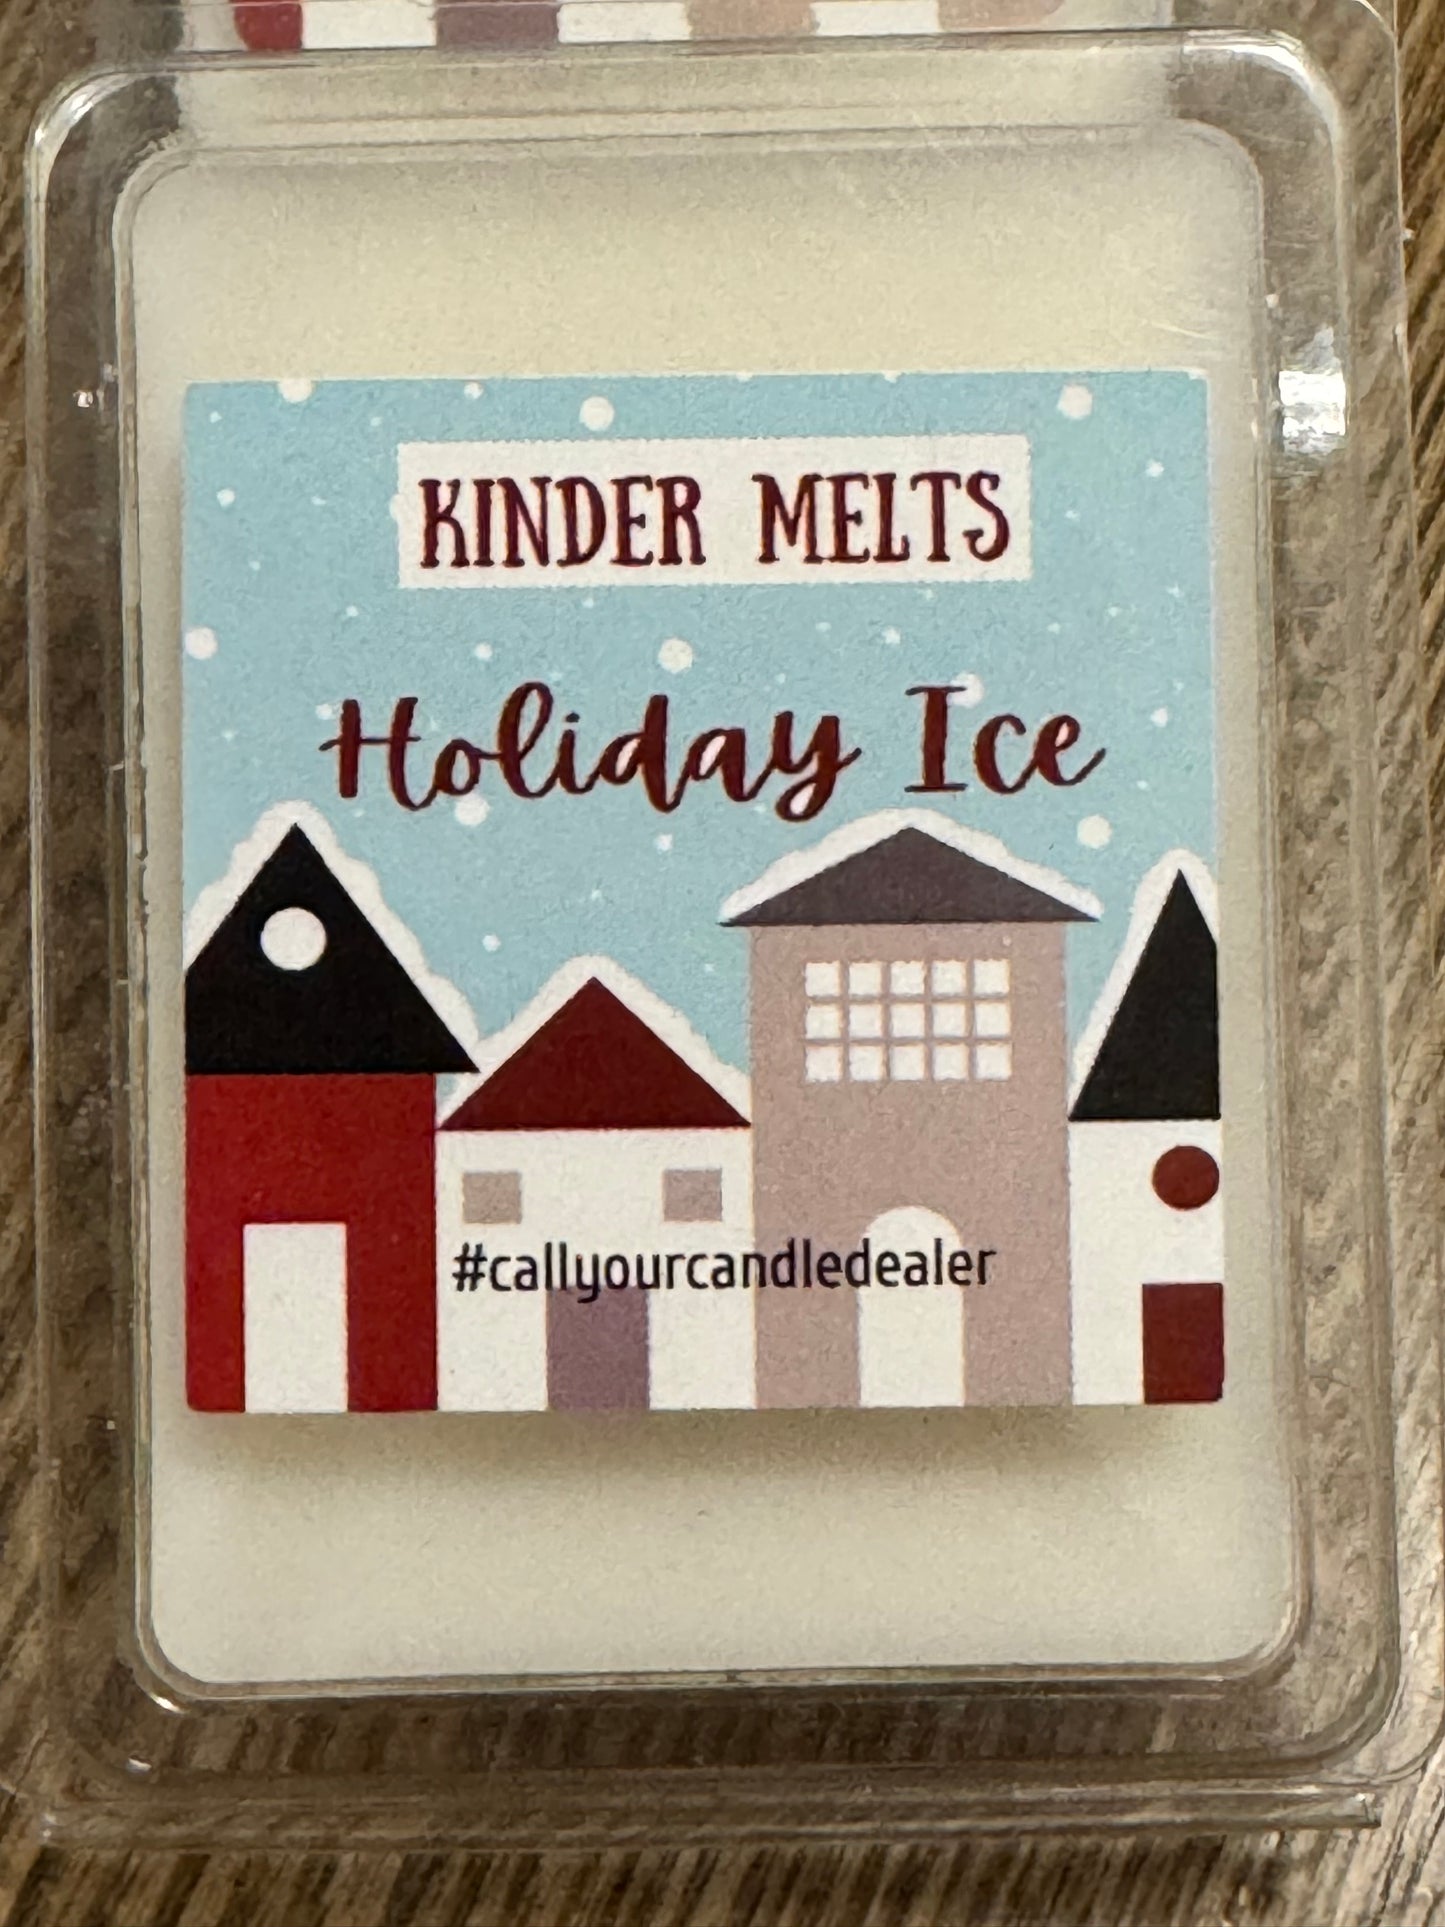 KINDER MELTS
Holiday Ice
#callyourcandledealer